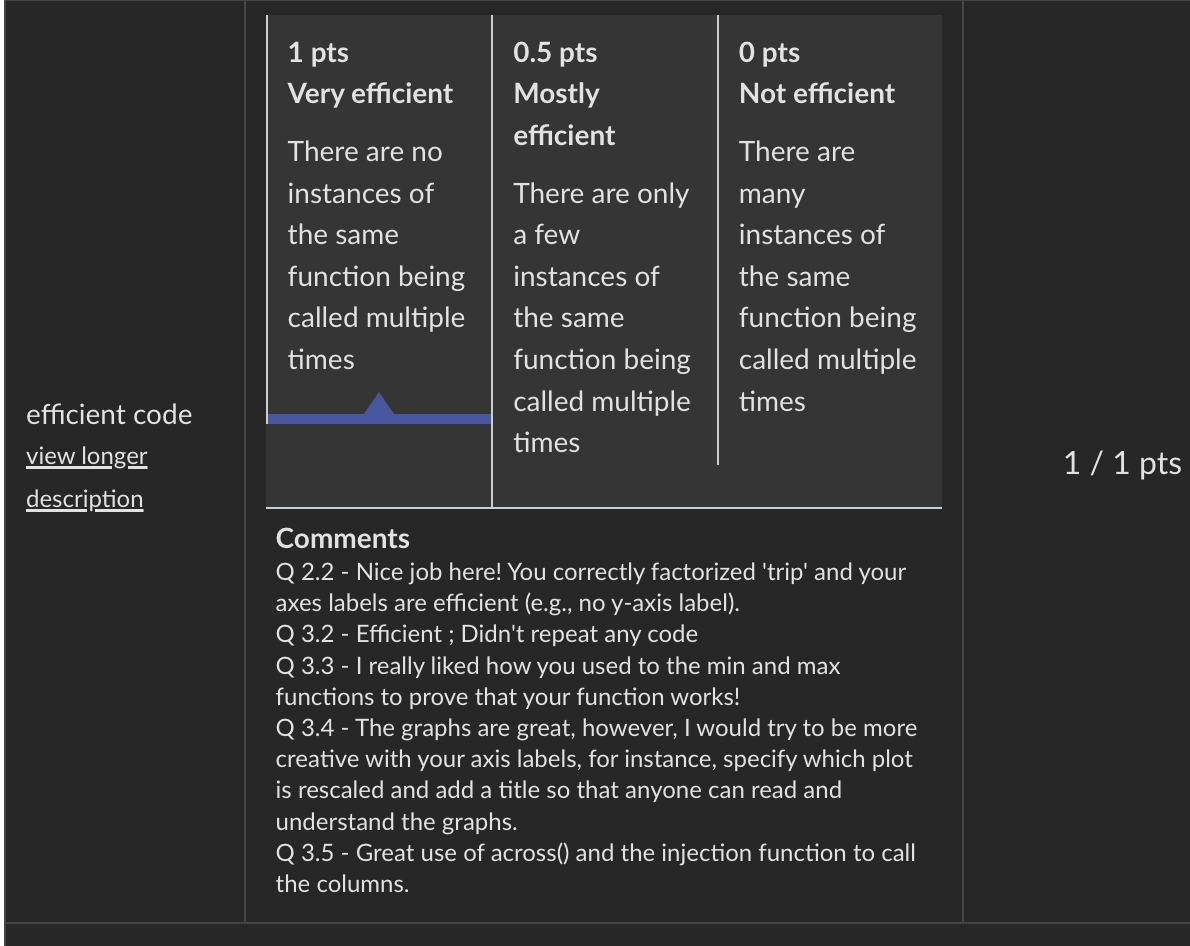 efficient code
view longer
description
1 pts
Very efficient
There are no
instances of
the same
function being
called multiple
times
0.5 pts
Mostly
efficient
There are only
a few
instances of
the same
function being
called multiple
times
0 pts
Not efficient
There are
many
instances of
the same
function being
called multiple
times
Comments
Q 2.2 - Nice job here! You correctly factorized 'trip' and your
axes labels are efficient (e.g., no y-axis label).
Q 3.2 - Efficient ; Didn't repeat any code
Q 3.3 - I really liked how you used to the min and max
functions to prove that your function works!
Q 3.4 - The graphs are great, however, I would try to be more
creative with your axis labels, for instance, specify which plot
is rescaled and add a title so that anyone can read and
understand the graphs.
Q 3.5 - Great use of across() and the injection function to call
the columns.
1 / 1 pts